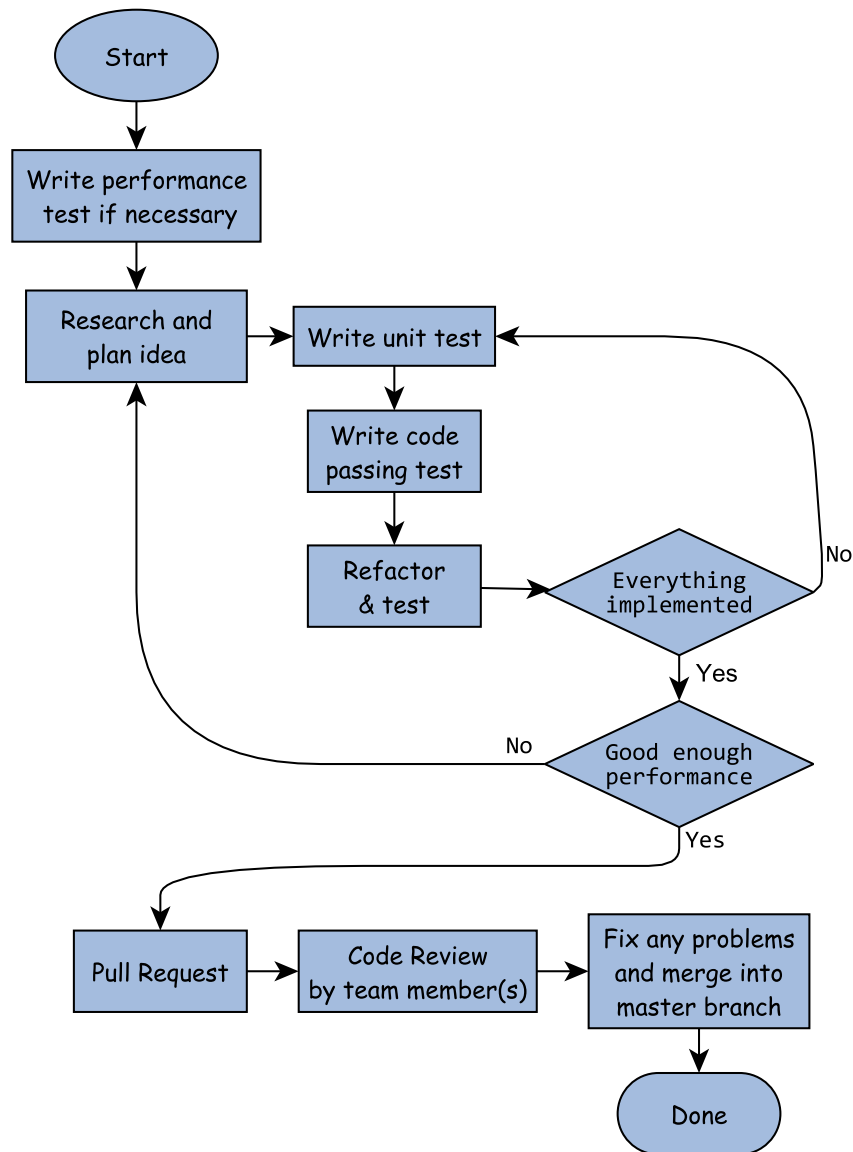 Start
Write performance
test if necessary
Research and
plan idea
Write unit test
Write code
passing test
Refactor
& test
Everything
implemented
No
Yes
Good enough
performance
No
Yes
Pull Request
Code Review
by team member(s)
Fix any problems
and merge into
master branch
Done